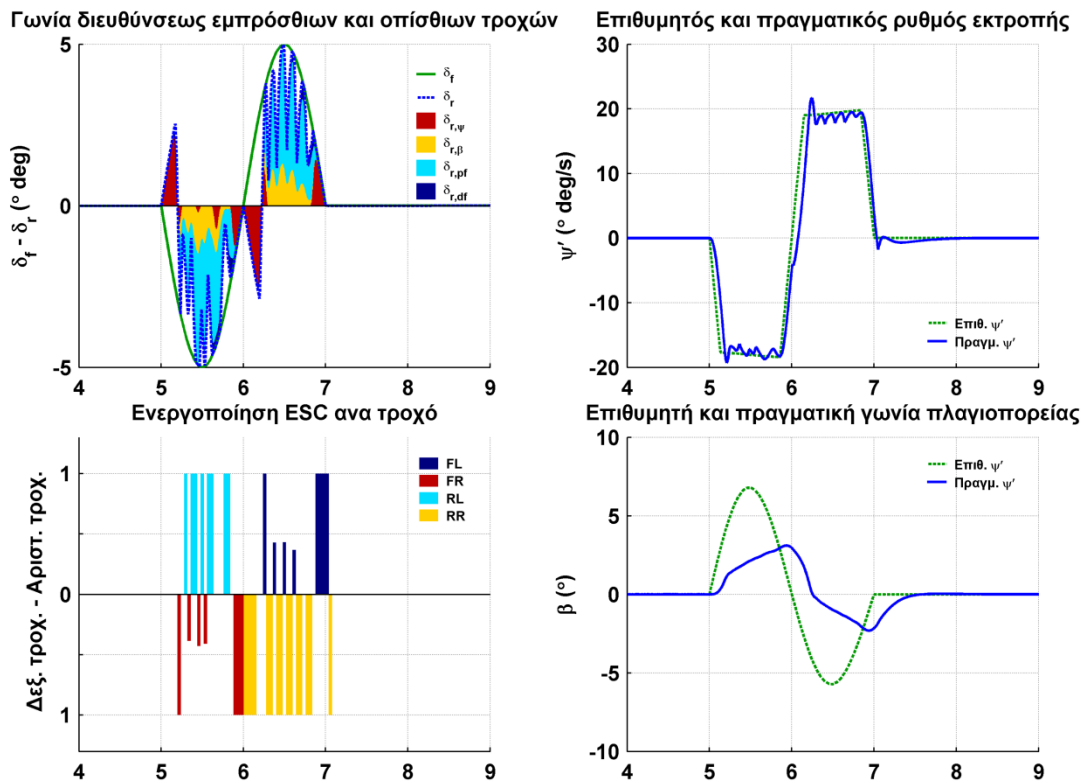 Γωνία διευθύνσεως εμπρόσθιων και οπίσθιων τροχών
5
0
-5
δf - δr (° deg)
δf
δr
δr,ψ
δr,β
δr,pf
δr,df
4 5 6 7 8 9
Επιθυμητός και πραγματικός ρυθμός εκτροπής
30
20
10
0
-10
-20
ψ' (° deg/s)
Επιθ. ψ'
Πραγμ. ψ'
4 5 6 7 8 9
Ενεργοποίηση ESC ανα τροχό
1
0
1
Δεξ. τροχ. - Αριστ. τροχ.
FL
FR
RL
RR
4 5 6 7 8 9
Επιθυμητή και πραγματική γωνία πλαγιοπορείας
10
5
0
-5
-10
β (°)
Επιθ. ψ'
Πραγμ. ψ'
4 5 6 7 8 9